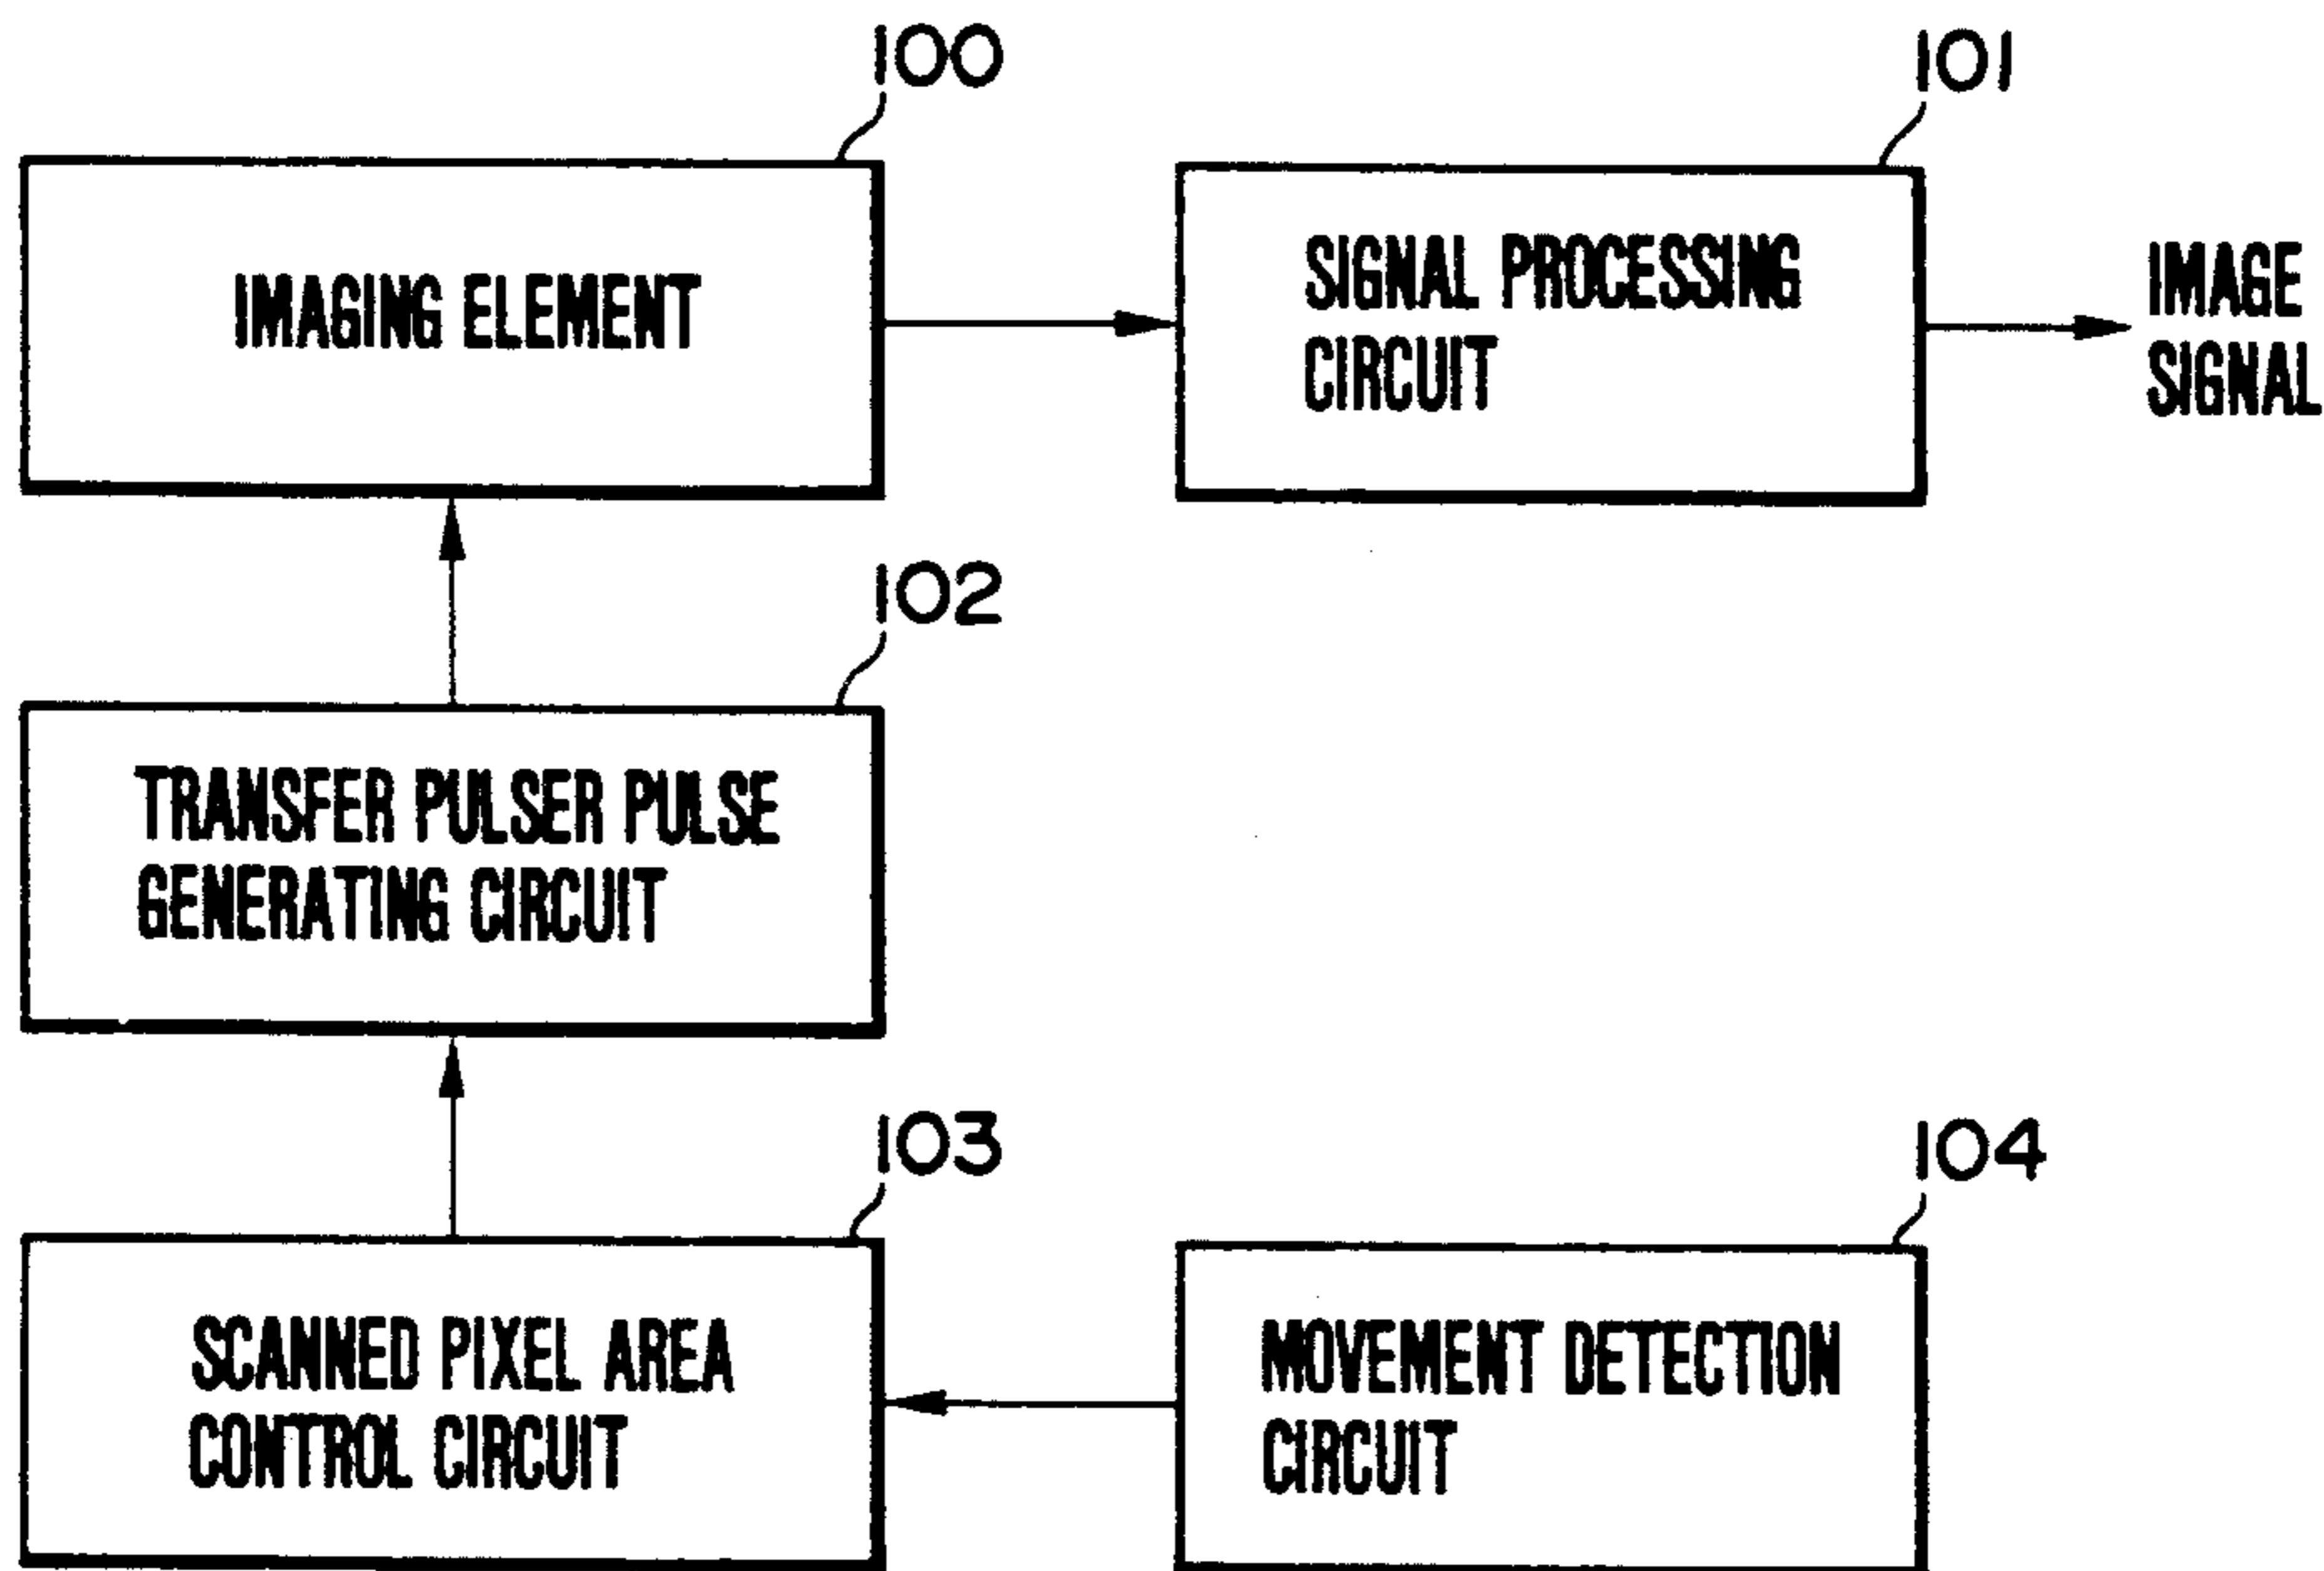 100
101
IMAGING ELEMENT
SIGNAL PROCESSING
CIRCUIT
IMAGE
SIGNAL
102
TRANSFER PULSER PULSE
GENERATING CIRCUIT
103
104
SCANNED PIXEL AREA
CONTROL CIRCUIT
MOVEMENT DETECTION
CIRCUIT